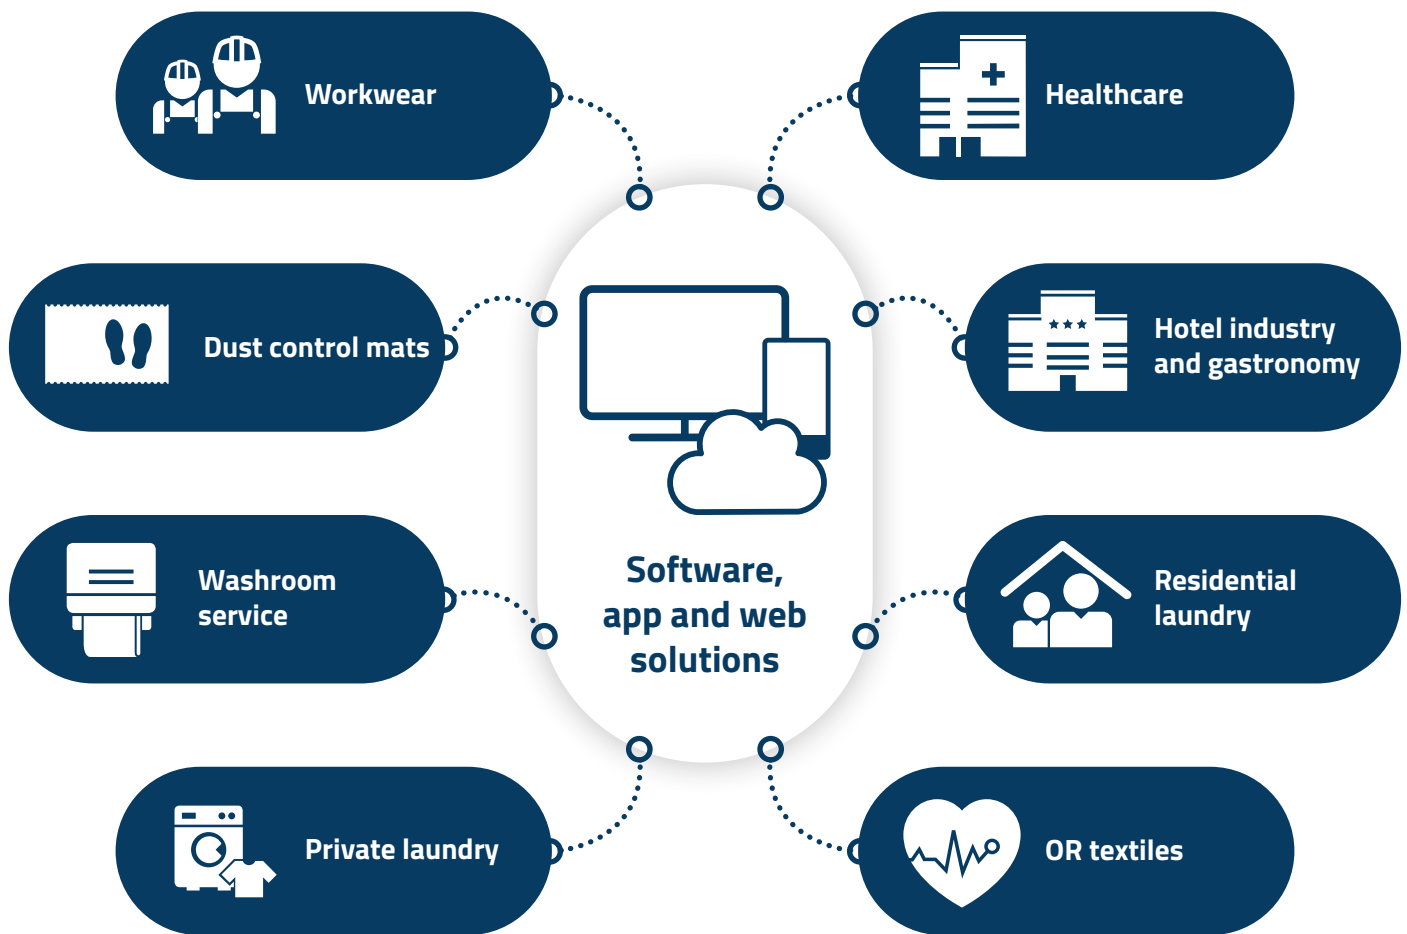 Workwear
Healthcare
Dust control mats
Hotel industry
and gastronomy
Software,
app and web
solutions
Washroom
service
Residential
laundry
Private laundry
OR textiles